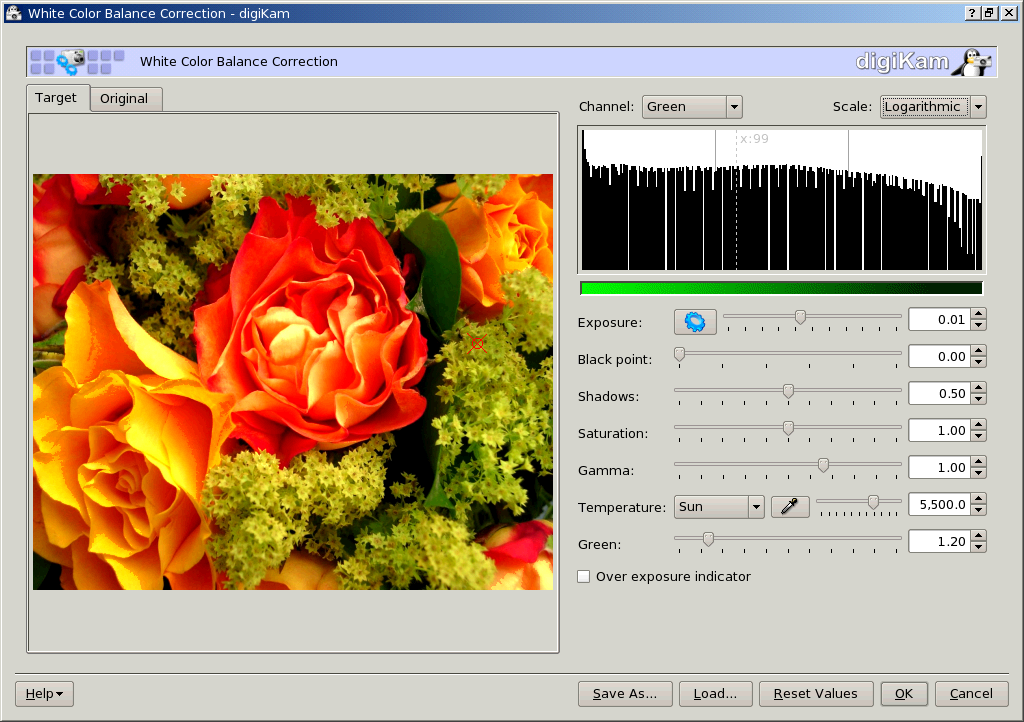 White Color Balance Correction - digiKam
White Color Balance Correction
digiKam
Target
Original
Channel:
Green
Scale:
Logarithmic
x:99
Exposure:
0.01
Black point:
0.00
Shadows:
0.50
Saturation:
1.00
Gamma:
1.00
Temperature:
Sun
5,500.0
Green:
1.20
Over exposure indicator
Help
Save As...
Load...
Reset Values
OK
Cancel